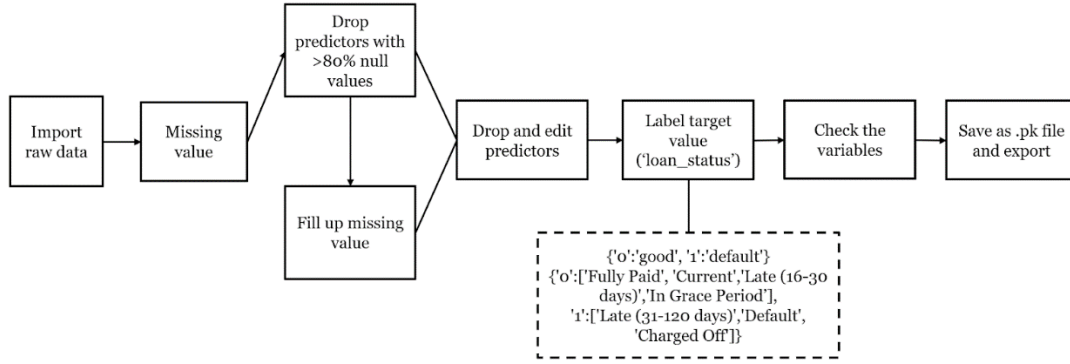 Import
raw data
Missing
value
Drop
predictors with
>80% null
values
Fill up missing
value
Drop and edit
predictors
Label target
value
(‘loan_status’)
Check the
variables
Save as .pk file
and export
{'0':'good', '1':'default'}
{'0':['Fully Paid', 'Current','Late (16-30
days)','In Grace Period’],
'1':['Late (31-120 days)','Default',
'Charged Off']}